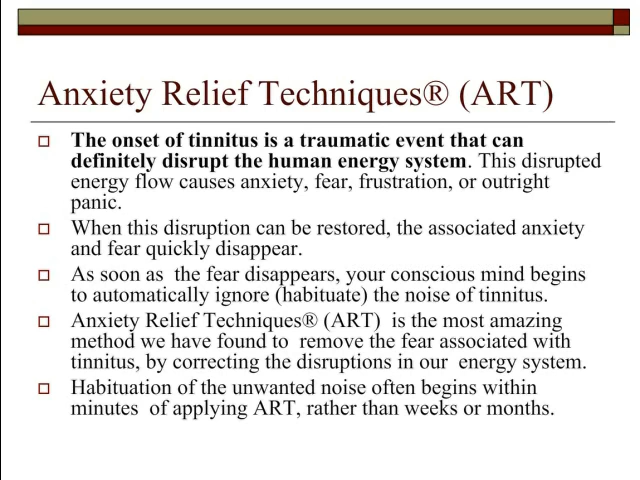 Anxiety Relief Techniques® (ART)
The onset of tinnitus is a traumatic event that can
definitely disrupt the human energy system. This disrupted
energy flow causes anxiety, fear, frustration, or outright
panic.
When this disruption can be restored, the associated anxiety
and fear quickly disappear.
As soon as the fear disappears, your conscious mind begins
to automatically ignore (habituate) the noise of tinnitus.
Anxiety Relief Techniques® (ART) is the most amazing
method we have found to remove the fear associated with
tinnitus, by correcting the disruptions in our energy system.
Habituation of the unwanted noise often begins within
minutes of applying ART, rather than weeks or months.